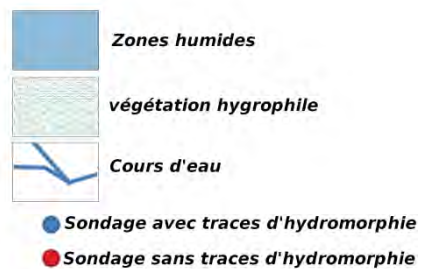 Zones humides
végétation hygrophile
Cours d'eau
Sondage avec traces d'hydromorphie
Sondage sans traces d'hydromorphie